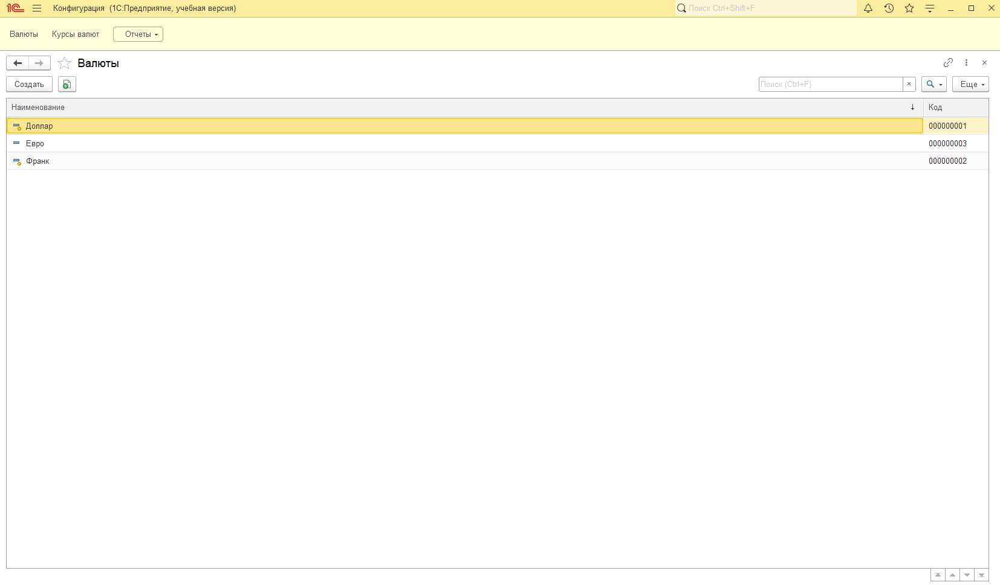 1С Конфигурация (1С:Предприятие, учебная версия) Поиск Ctrl+Shift+F
Валюты Курсы валют Отчеты
Валюты
Создать Поиск (Ctrl+F) × Еще
Наименование ↓ Код
Доллар 000000001
Евро 000000003
Франк 000000002